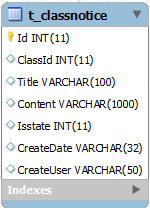 t_classnotice
Id INT(11)
ClassId INT(11)
Title VARCHAR(100)
Content VARCHAR(1000)
Isstate INT(11)
CreateDate VARCHAR(32)
CreateUser VARCHAR(50)
Indexes